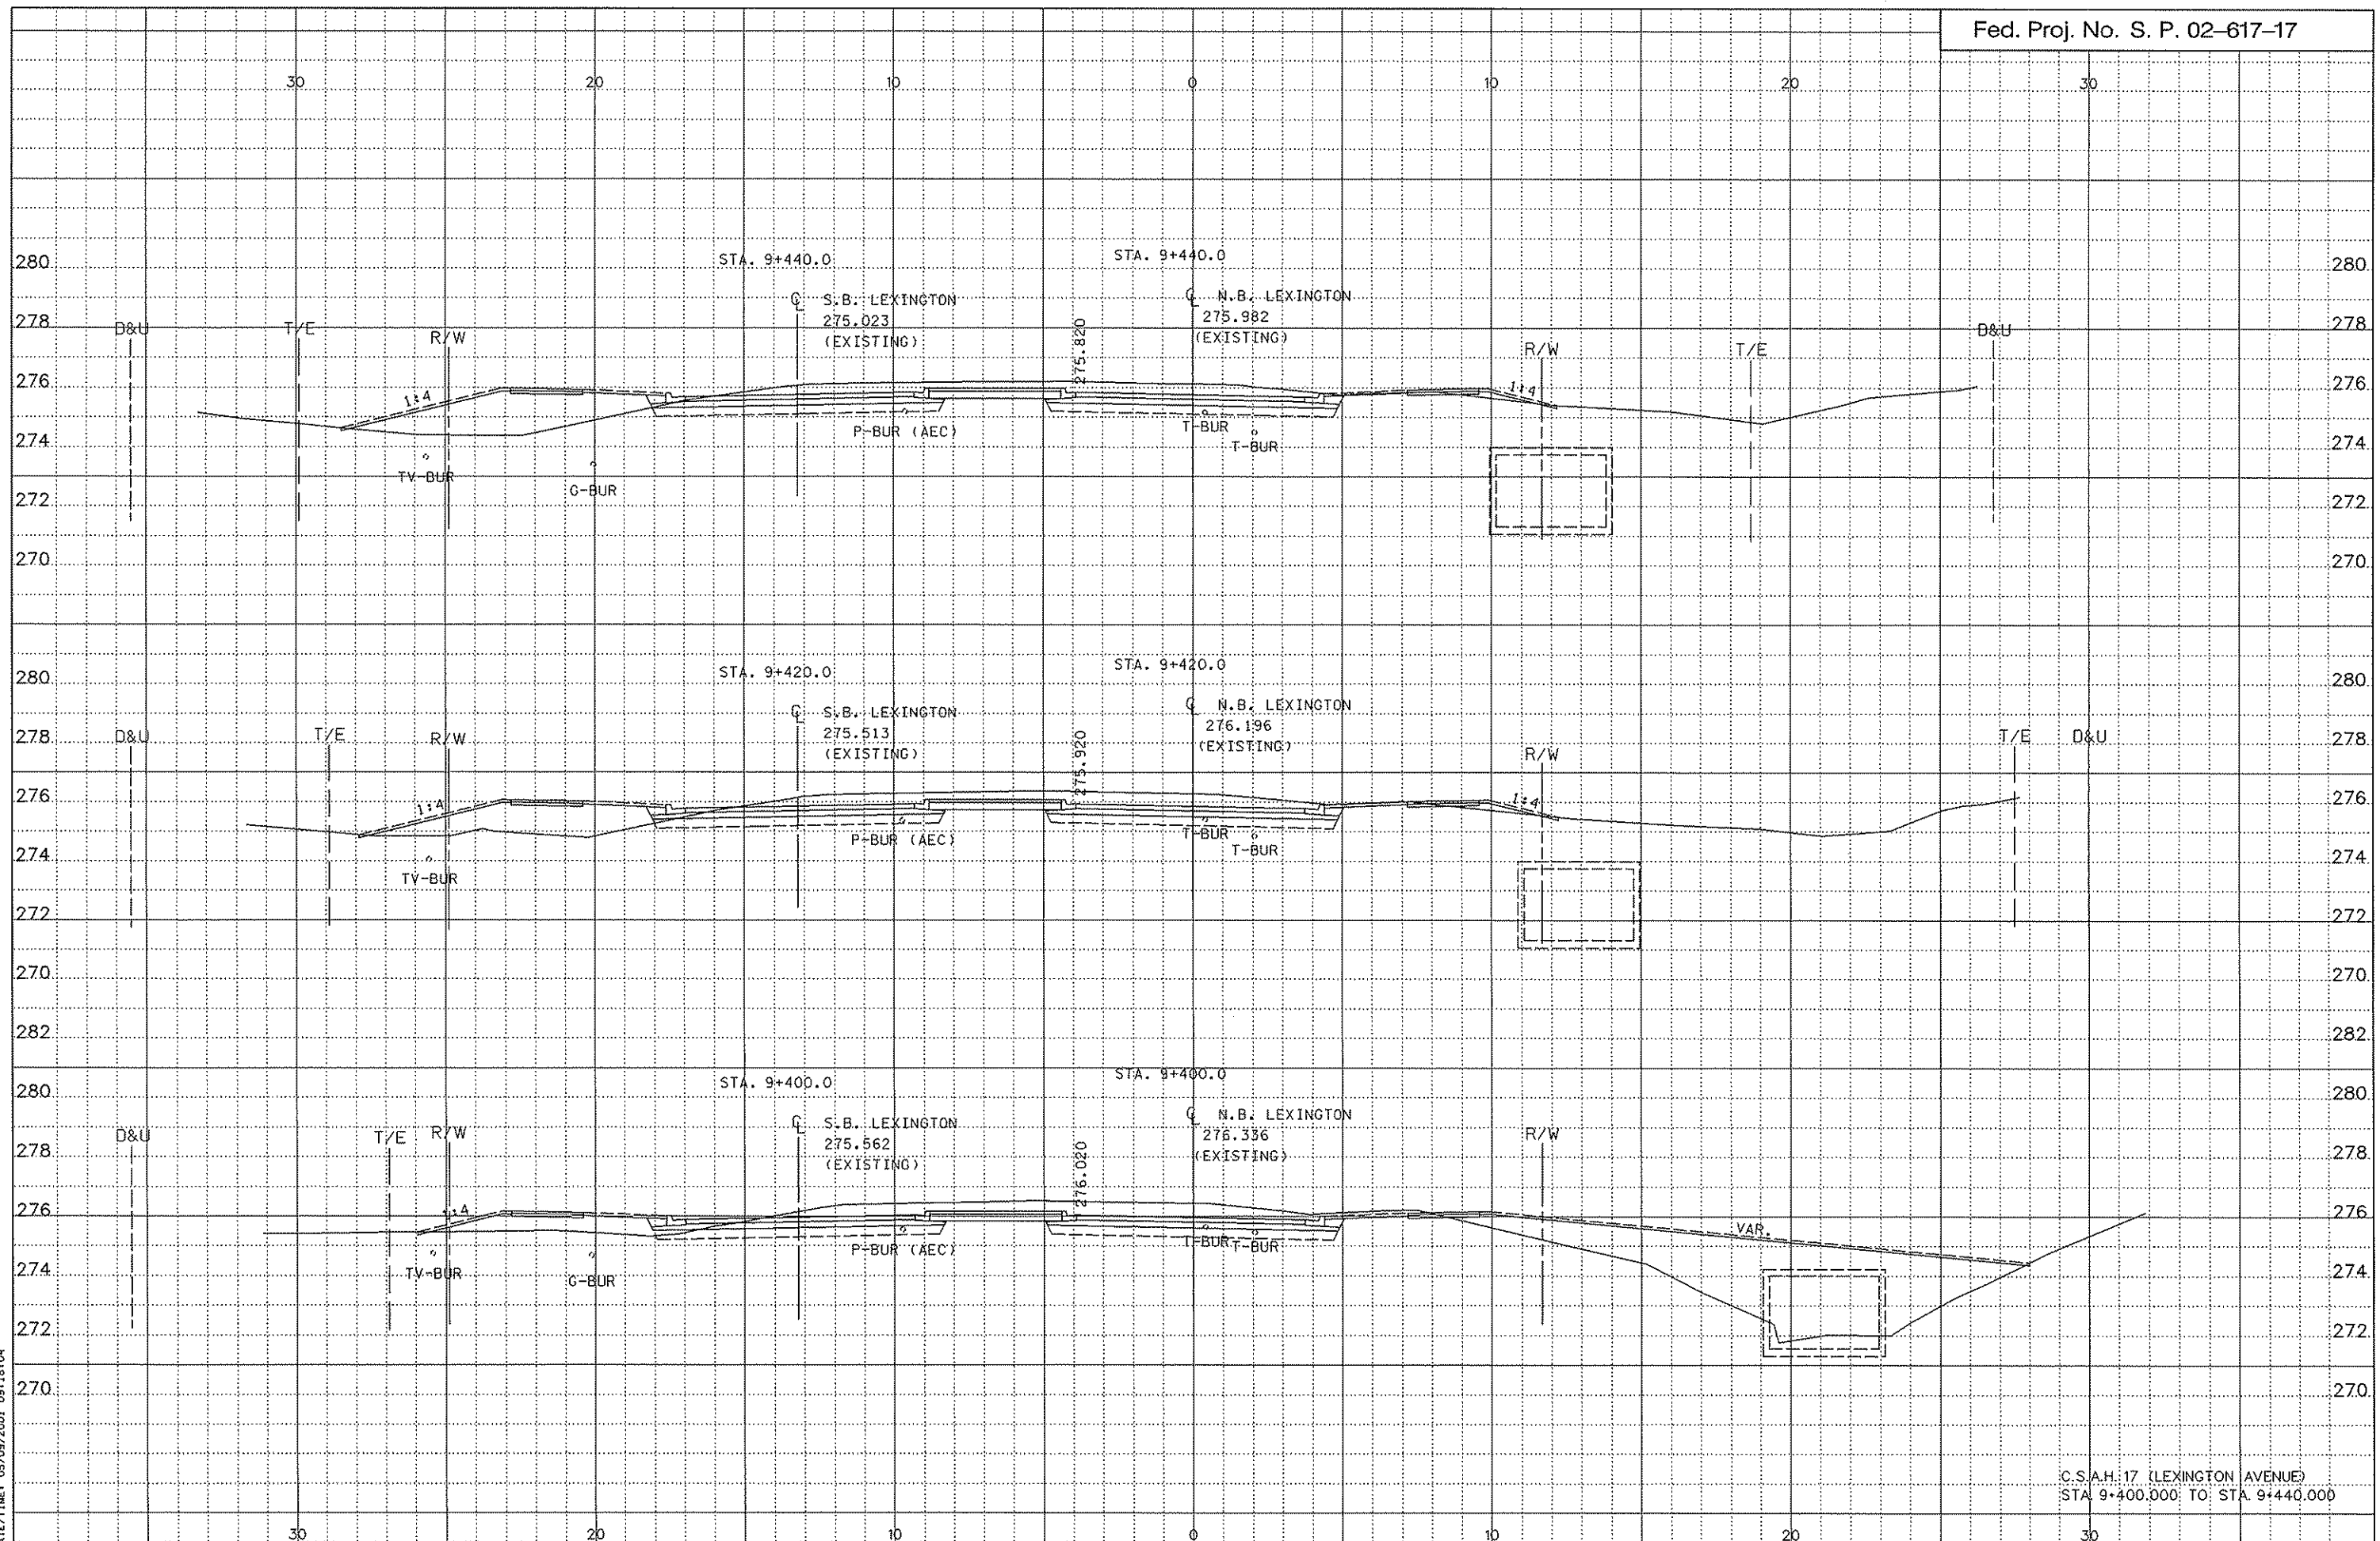 Fed. Proj. No. S. P. 02-617-17
30 20 10 0 10 20 30
STA. 9+440.0 STA. 9+440.0
280 280
℄ S.B. LEXINGTON ℄ N.B. LEXINGTON
275.023 275.982
(EXISTING) (EXISTING)
275.820
278 278
D&U T/E R/W R/W T/E D&U
276 276
1:4 1:4
P-BUR (AEC) T-BUR T-BUR
274 274
TV-BUR G-BUR
272 272
270 270
STA. 9+420.0 STA. 9+420.0
280 280
℄ S.B. LEXINGTON ℄ N.B. LEXINGTON
275.513 276.196
(EXISTING) (EXISTING)
275.920
278 278
D&U T/E R/W R/W T/E D&U
276 276
1:4 1:4
P-BUR (AEC) T-BUR T-BUR
274 274
TV-BUR
272 272
270 270
282 282
STA. 9+400.0 STA. 9+400.0
280 280
℄ S.B. LEXINGTON ℄ N.B. LEXINGTON
275.562 276.336
(EXISTING) (EXISTING)
276.020
D&U T/E R/W R/W
278 278
276 276
1:4 VAR.
P-BUR (AEC) T-BUR T-BUR
274 274
TV-BUR G-BUR
272 272
270 270
C.S.A.H. 17 (LEXINGTON AVENUE)
STA. 9+400.000 TO STA. 9+440.000
30 20 10 0 10 20 30